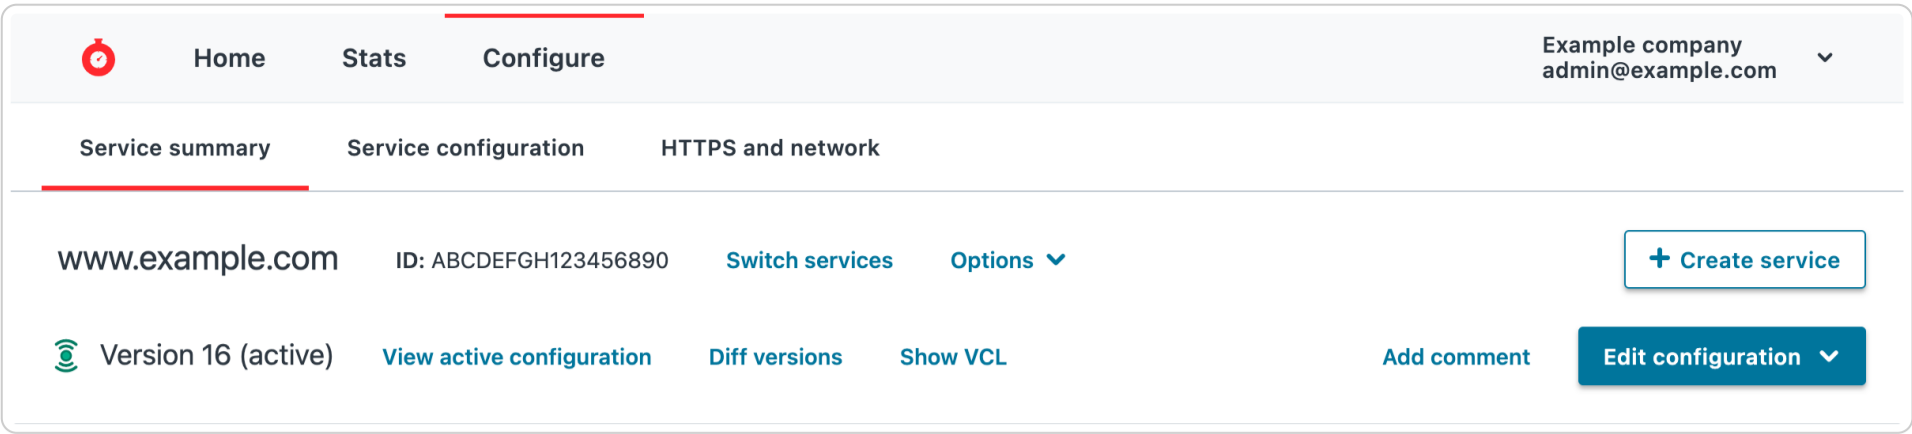 Home Stats Configure
Example company
admin@example.com
Service summary Service configuration HTTPS and network
www.example.com ID: ABCDEFGH123456890 Switch services Options + Create service
Version 16 (active) View active configuration Diff versions Show VCL Add comment Edit configuration